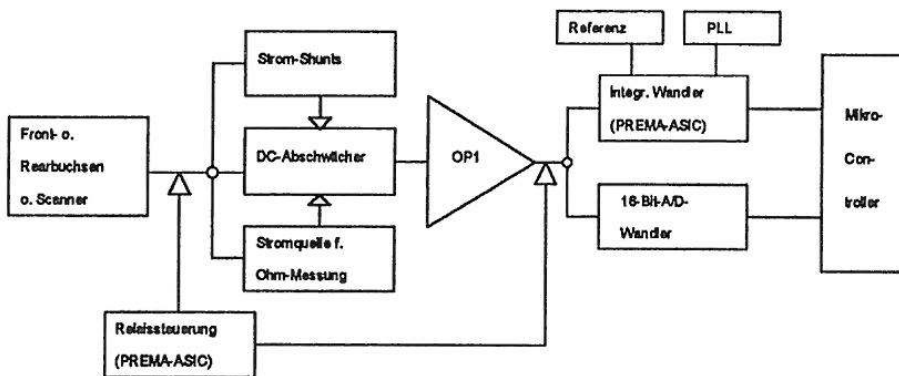 Referenz
PLL
Strom-Shunts
Integr. Wandler
(PREMA-ASIC)
Front- o.
Rearbuchsen
o. Scanner
DC-Abschwächer
OP1
Mikro-
Con-
troller
16-Bit-A/D-
Wandler
Stromquelle f.
Ohm-Messung
Relaissteuerung
(PREMA-ASIC)